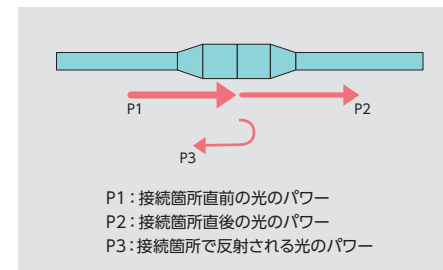 P1
P2
P3
P1：接続箇所直前の光のパワー
P2：接続箇所直後の光のパワー
P3：接続箇所で反射される光のパワー